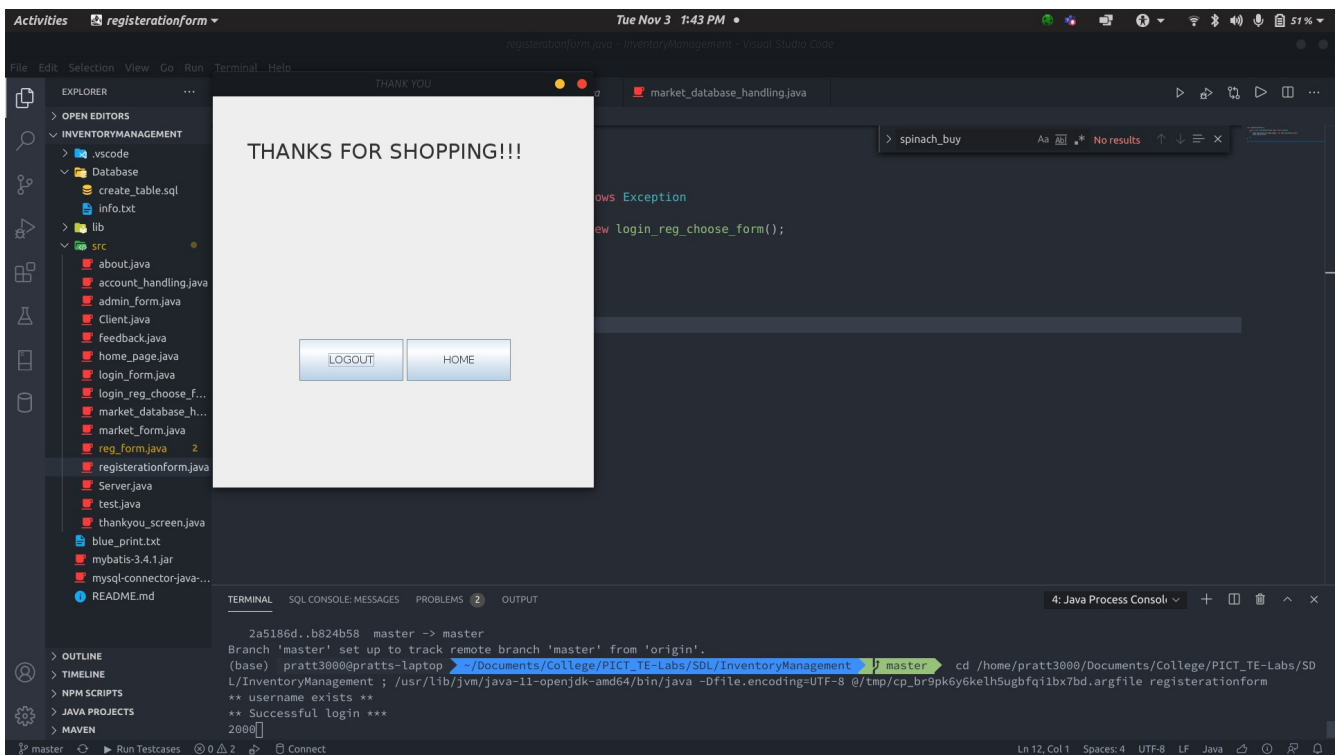 Activities registerationform
Tue Nov 3 1:43 PM
51%
registerationform.java - InventoryManagement - Visual Studio Code
File Edit Selection View Go Run Terminal Help
THANK YOU
EXPLORER
market_database_handling.java
OPEN EDITORS
INVENTORYMANAGEMENT
.vscode
Database
create_table.sql
info.txt
lib
src
about.java
account_handling.java
admin_form.java
Client.java
feedback.java
home_page.java
login_form.java
login_reg_choose_f...
market_database_h...
market_form.java
reg_form.java 2
registerationform.java
Server.java
test.java
thankyou_screen.java
blue_print.txt
mybatis-3.4.1.jar
mysql-connector-java-...
README.md
OUTLINE
TIMELINE
NPM SCRIPTS
JAVA PROJECTS
MAVEN
THANKS FOR SHOPPING!!!
LOGOUT HOME
spinach_buy Aa Abl .* No results
ows Exception
ew login_reg_choose_form();
TERMINAL SQL CONSOLE: MESSAGES PROBLEMS 2 OUTPUT
4: Java Process Console
2a5186d..b824b58 master -> master
Branch 'master' set up to track remote branch 'master' from 'origin'.
(base) pratt3000@pratts-laptop ~/Documents/College/PICT_TE-Labs/SDL/InventoryManagement master cd /home/pratt3000/Documents/College/PICT_TE-Labs/SD
L/InventoryManagement ; /usr/lib/jvm/java-11-openjdk-amd64/bin/java -Dfile.encoding=UTF-8 @/tmp/cp_br9pk6y6kelh5ugbfqi1bx7bd.argfile registerationform
** username exists **
** Successful login ***
2000
master Run Testcases 0 2 Connect
Ln 12, Col 1 Spaces: 4 UTF-8 LF Java